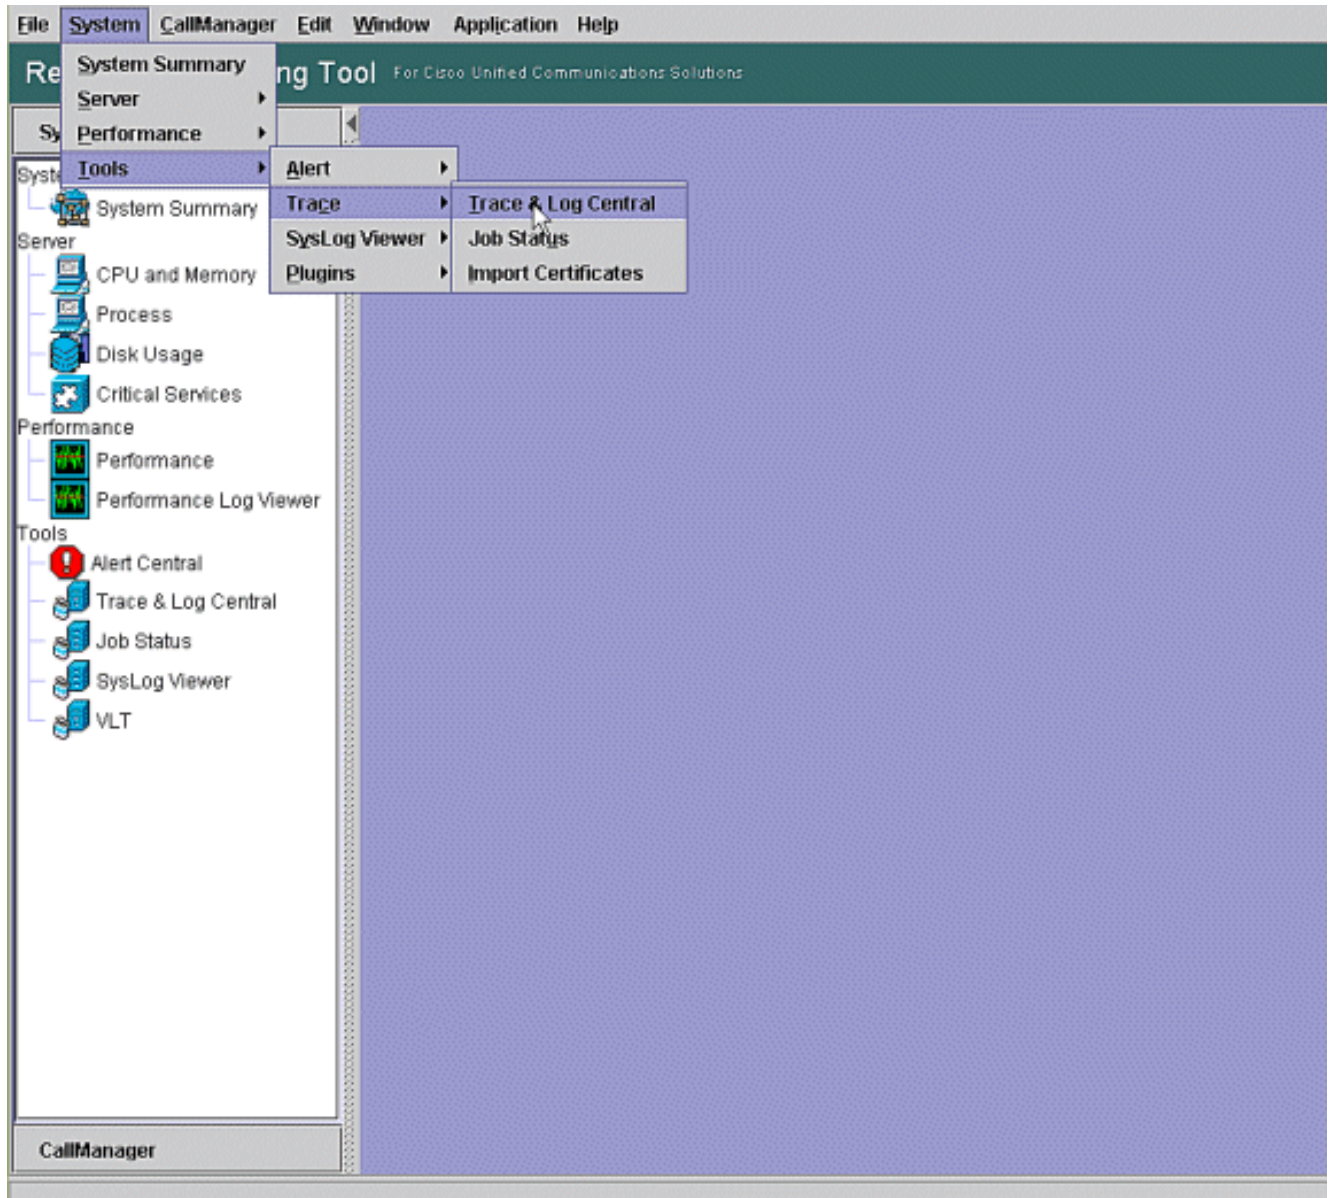 File System CallManager Edit Window Application Help
Re ng Tool For Cisco Unified Communications Solutions
System Summary
Server
Performance
Tools
Alert
Trace
SysLog Viewer
Plugins
Trace & Log Central
Job Status
Import Certificates
Sy
Syste
System Summary
Server
CPU and Memory
Process
Disk Usage
Critical Services
Performance
Performance
Performance Log Viewer
Tools
Alert Central
Trace & Log Central
Job Status
SysLog Viewer
VLT
CallManager